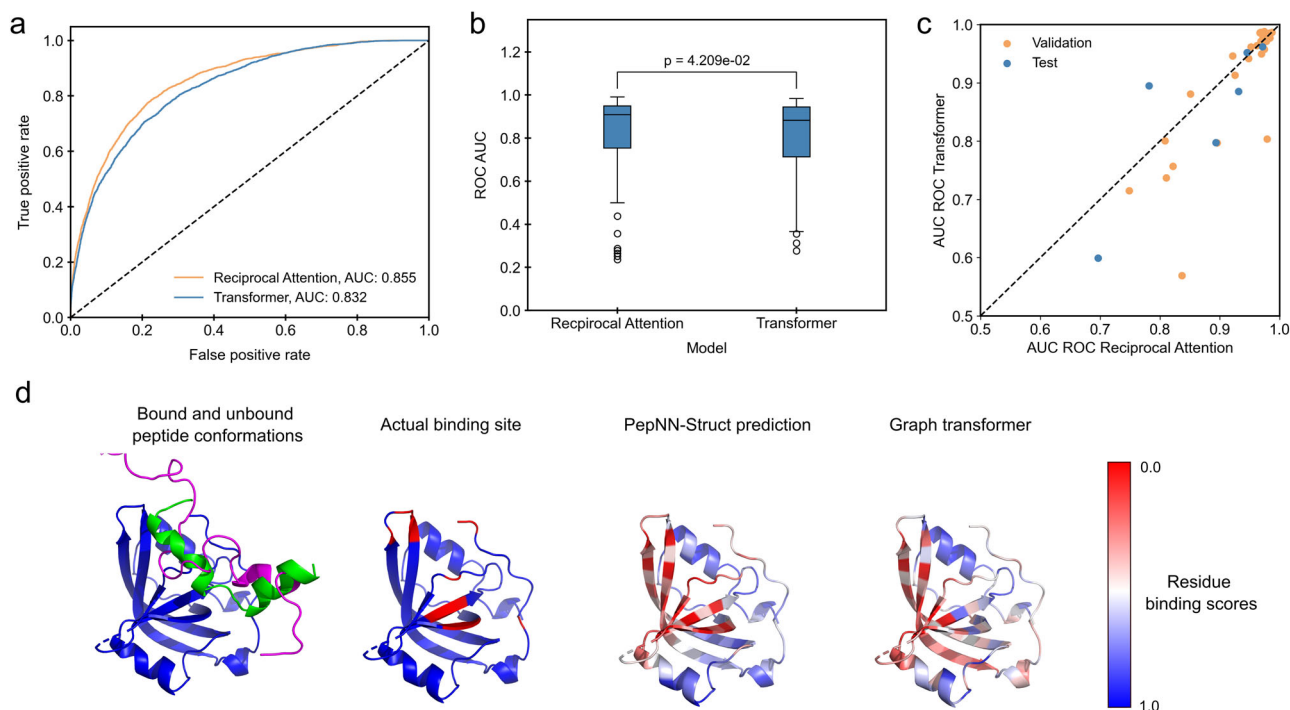 a
True positive rate
1.0
0.8
0.6
0.4
0.2
0.0
0.0
0.2
0.4
0.6
0.8
1.0
False positive rate
Reciprocal Attention, AUC: 0.855
Transformer, AUC: 0.832
b
ROC AUC
1.2
1.0
0.8
0.6
0.4
0.2
0.0
p = 4.209e-02
Recpirocal Attention
Transformer
Model
c
AUC ROC Transformer
1.0
0.9
0.8
0.7
0.6
0.5
Validation
Test
0.5
0.6
0.7
0.8
0.9
1.0
AUC ROC Reciprocal Attention
d
Bound and unbound
peptide conformations
Actual binding site
PepNN-Struct prediction
Graph transformer
0.0
Residue
binding scores
1.0